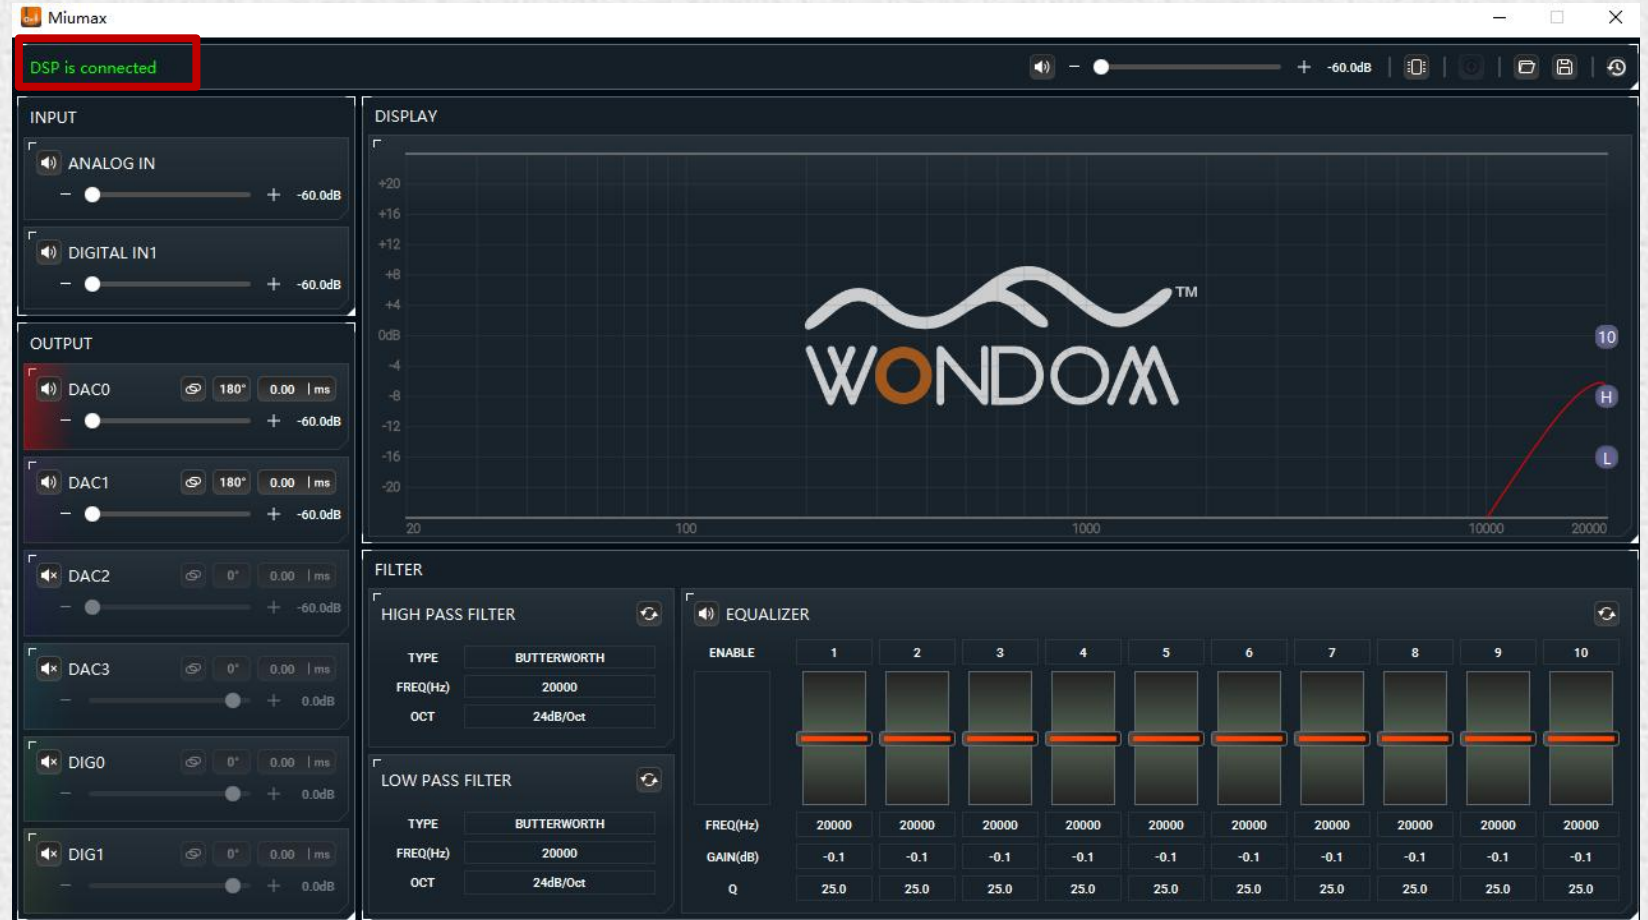 Miumax
DSP is connected
-60.0dB
INPUT
ANALOG IN
-60.0dB
DIGITAL IN1
-60.0dB
OUTPUT
DAC0 180° 0.00 | ms
-60.0dB
DAC1 180° 0.00 | ms
-60.0dB
DAC2 0° 0.00 | ms
-60.0dB
DAC3 0° 0.00 | ms
0.0dB
DIG0 0° 0.00 | ms
0.0dB
DIG1 0° 0.00 | ms
0.0dB
DISPLAY
+20
+16
+12
+8
+4
0dB
-4
-8
-12
-16
-20
20 100 1000 10000 20000
WONDOM TM
10
H
L
FILTER
HIGH PASS FILTER
TYPE BUTTERWORTH
FREQ(Hz) 20000
OCT 24dB/Oct
LOW PASS FILTER
TYPE BUTTERWORTH
FREQ(Hz) 20000
OCT 24dB/Oct
EQUALIZER
ENABLE 1 2 3 4 5 6 7 8 9 10
FREQ(Hz) 20000 20000 20000 20000 20000 20000 20000 20000 20000 20000
GAIN(dB) -0.1 -0.1 -0.1 -0.1 -0.1 -0.1 -0.1 -0.1 -0.1 -0.1
Q 25.0 25.0 25.0 25.0 25.0 25.0 25.0 25.0 25.0 25.0